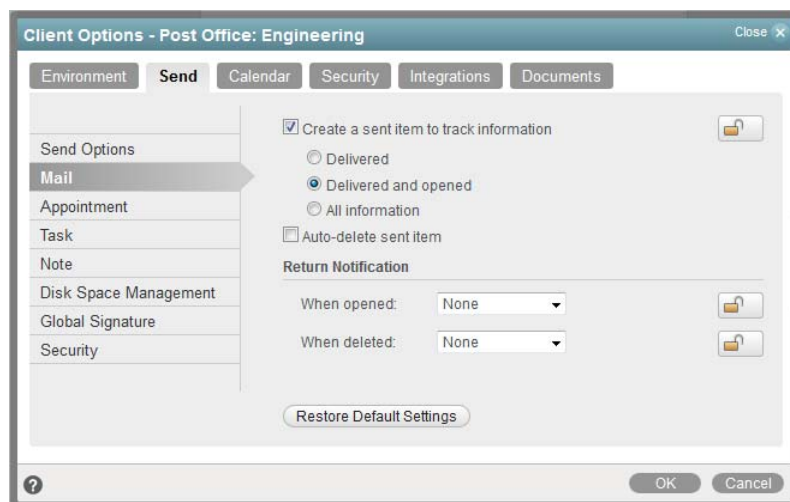 Client Options - Post Office: Engineering
Close x
Environment Send Calendar Security Integrations Documents
Send Options
Mail
Appointment
Task
Note
Disk Space Management
Global Signature
Security
Create a sent item to track information
Delivered
Delivered and opened
All information
Auto-delete sent item
Return Notification
When opened: None
When deleted: None
Restore Default Settings
? OK Cancel